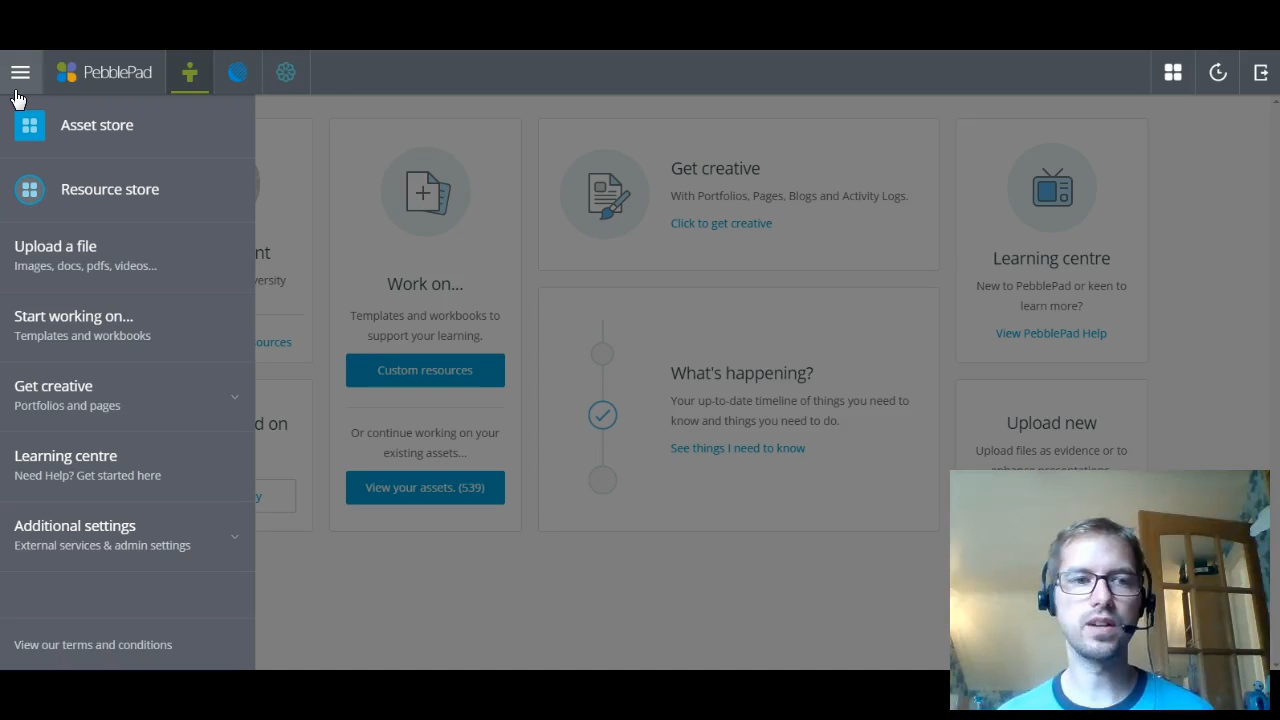 PebblePad
Asset store
Resource store
Upload a file
Images, docs, pdfs, videos...
Start working on...
Templates and workbooks
Get creative
Portfolios and pages
Learning centre
Need Help? Get started here
Additional settings
External services & admin settings
View our terms and conditions
nt
ersity
ources
d on
y
Work on...
Templates and workbooks to
support your learning.
Custom resources
Or continue working on your
existing assets...
View your assets. (539)
Get creative
With Portfolios, Pages, Blogs and Activity Logs.
Click to get creative
What's happening?
Your up-to-date timeline of things you need to
know and things you need to do.
See things I need to know
Learning centre
New to PebblePad or keen to
learn more?
View PebblePad Help
Upload new
Upload files as evidence or to
enhance presentations.